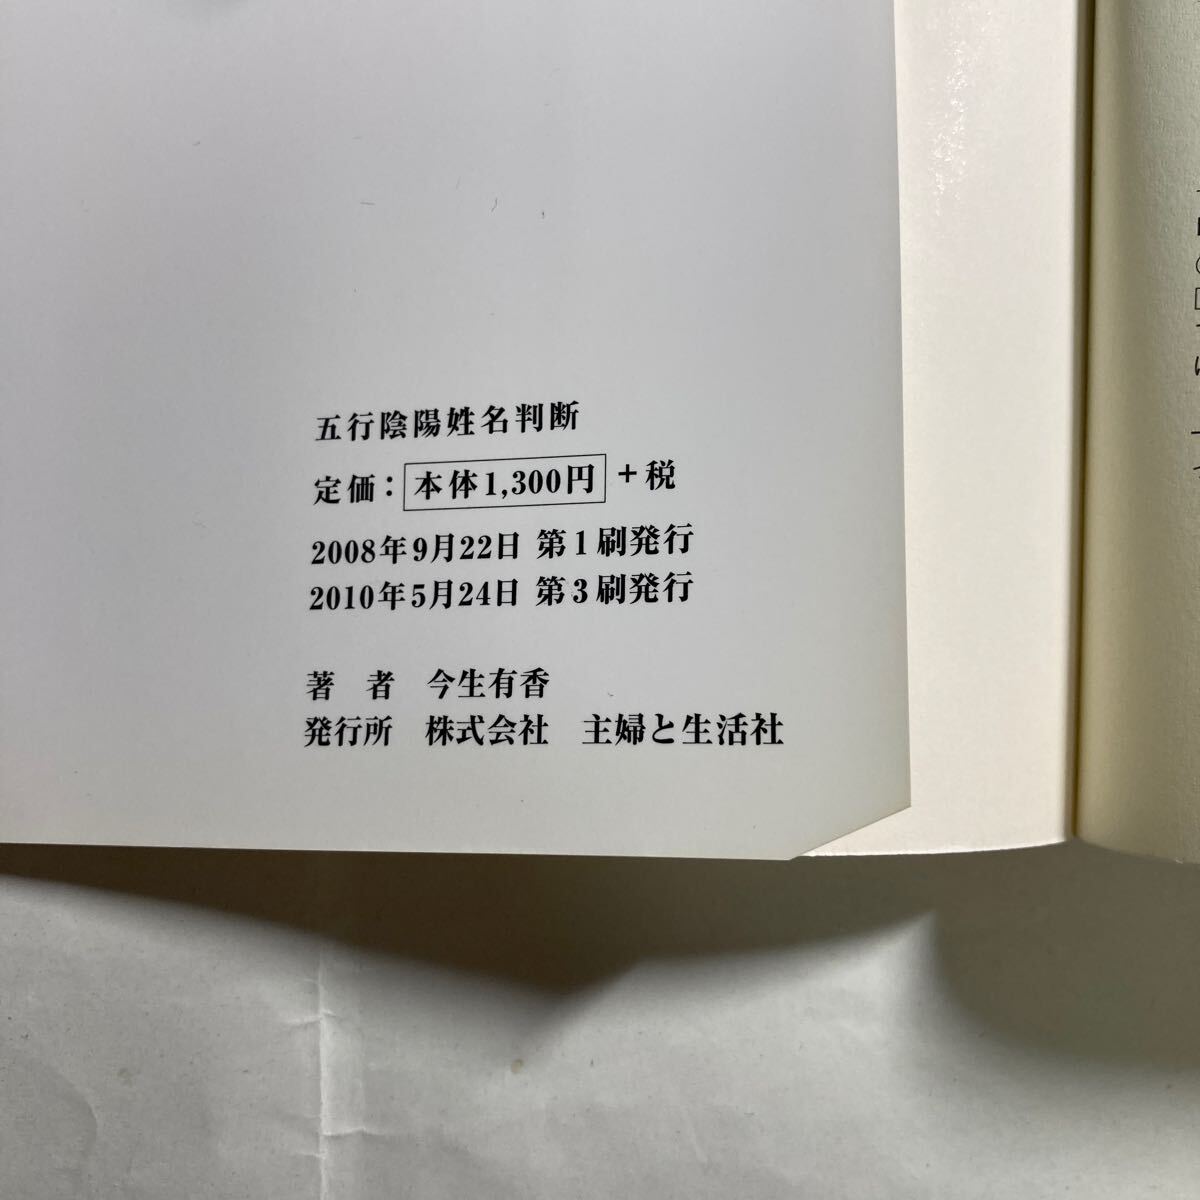 五行陰陽姓名判断
定価：本体1,300円＋税
2008年9月22日 第1刷発行
2010年5月24日 第3刷発行
著　者　今生有香
発行所　株式会社　主婦と生活社